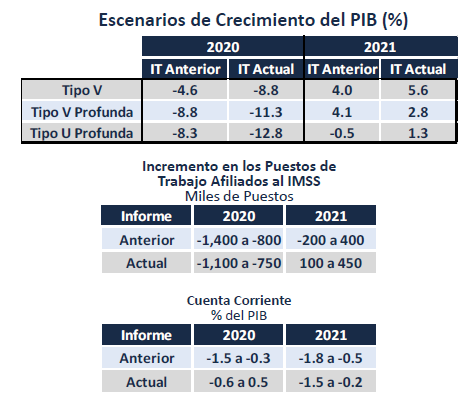 Escenarios de Crecimiento del PIB (%)
2020 2021
IT Anterior IT Actual IT Anterior IT Actual
Tipo V -4.6 -8.8 4.0 5.6
Tipo V Profunda -8.8 -11.3 4.1 2.8
Tipo U Profunda -8.3 -12.8 -0.5 1.3
Incremento en los Puestos de
Trabajo Afiliados al IMSS
Miles de Puestos
Informe 2020 2021
Anterior -1,400 a -800 -200 a 400
Actual -1,100 a -750 100 a 450
Cuenta Corriente
% del PIB
Informe 2020 2021
Anterior -1.5 a -0.3 -1.8 a -0.5
Actual -0.6 a 0.5 -1.5 a -0.2